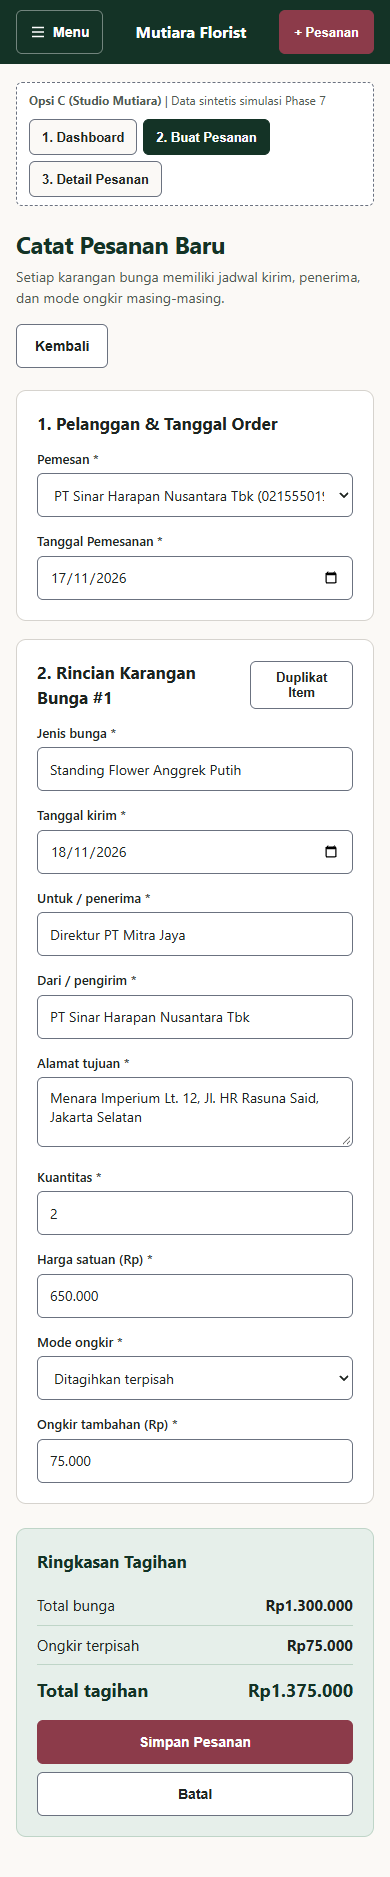 Menu
Mutiara Florist
+ Pesanan
Opsi C (Studio Mutiara) | Data sintetis simulasi Phase 7
1. Dashboard
2. Buat Pesanan
3. Detail Pesanan
Catat Pesanan Baru
Setiap karangan bunga memiliki jadwal kirim, penerima,
dan mode ongkir masing-masing.
Kembali
1. Pelanggan & Tanggal Order
Pemesan *
PT Sinar Harapan Nusantara Tbk (021555019
Tanggal Pemesanan *
17/11/2026
2. Rincian Karangan
Bunga #1
Duplikat
Item
Jenis bunga *
Standing Flower Anggrek Putih
Tanggal kirim *
18/11/2026
Untuk / penerima *
Direktur PT Mitra Jaya
Dari / pengirim *
PT Sinar Harapan Nusantara Tbk
Alamat tujuan *
Menara Imperium Lt. 12, Jl. HR Rasuna Said,
Jakarta Selatan
Kuantitas *
2
Harga satuan (Rp) *
650.000
Mode ongkir *
Ditagihkan terpisah
Ongkir tambahan (Rp) *
75.000
Ringkasan Tagihan
Total bunga Rp1.300.000
Ongkir terpisah Rp75.000
Total tagihan Rp1.375.000
Simpan Pesanan
Batal